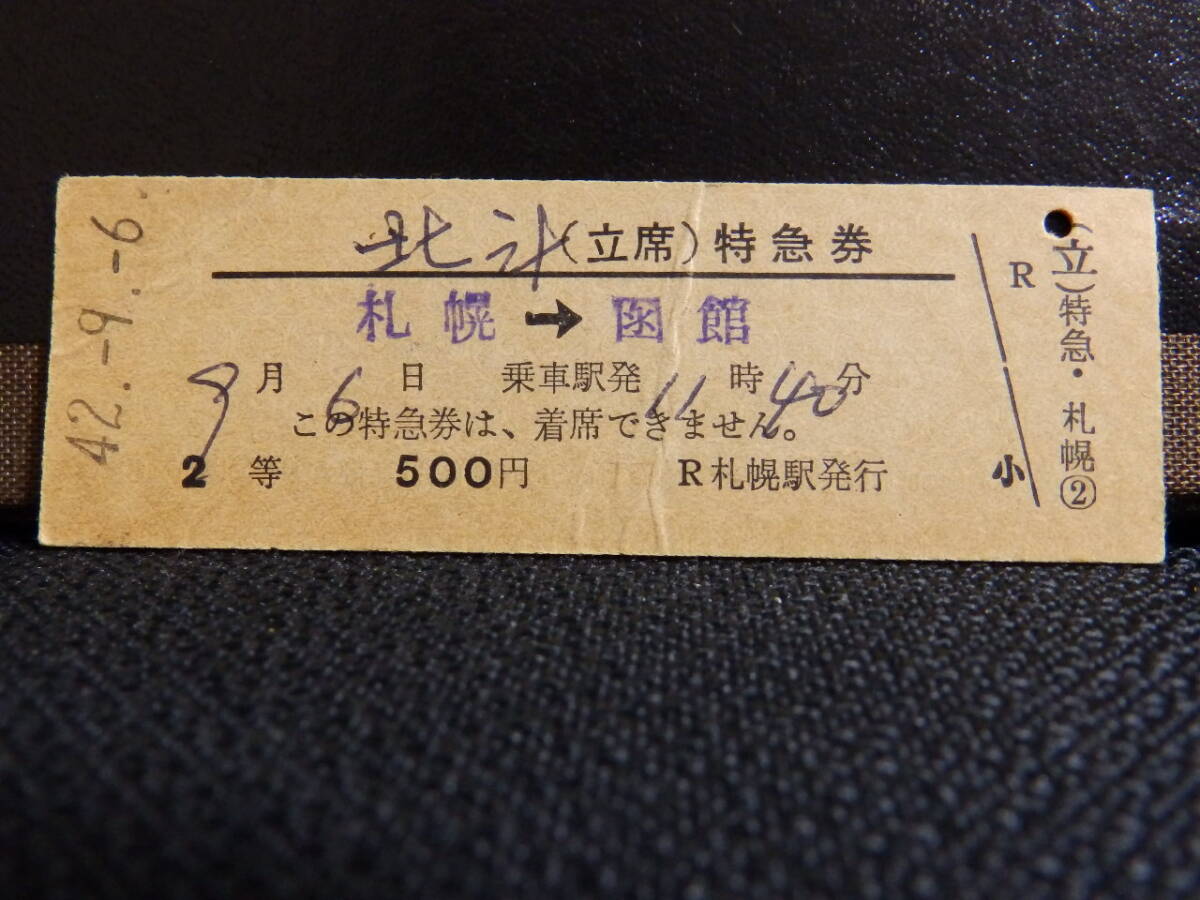 42.-9.-6.
北斗(立席)特急券
札幌→函館
9月6日 乗車駅発11時40分
この特急券は、着席できません。
2等 500円 R札幌駅発行
R
小
(立)特急・札幌②